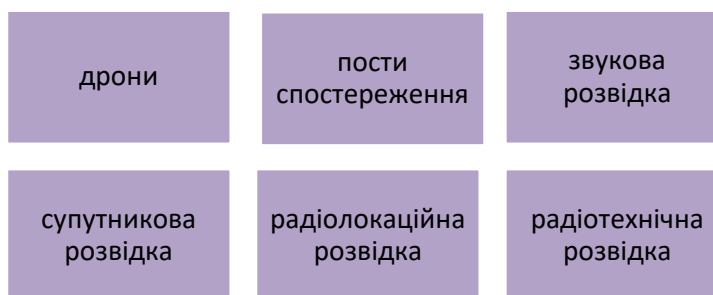 дрони
пости
спостереження
звукова
розвідка
супутникова
розвідка
радіолокаційна
розвідка
радіотехнічна
розвідка